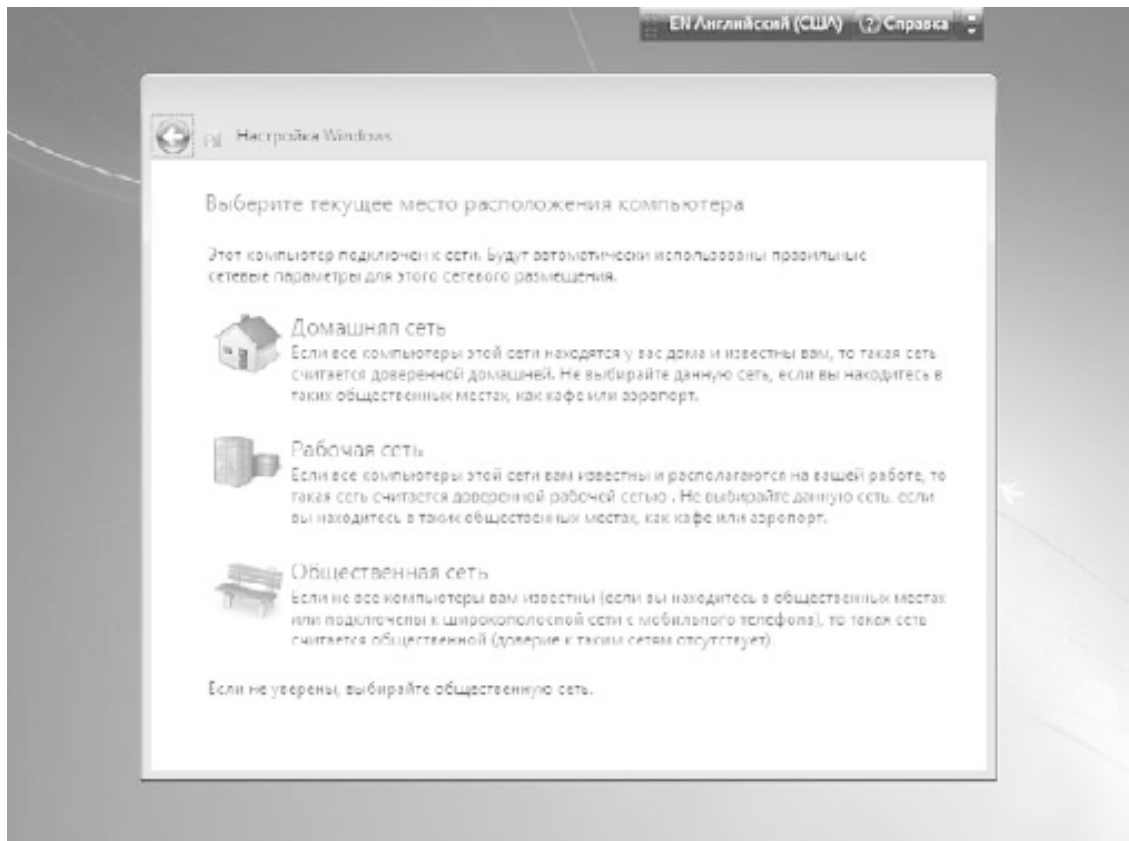 EN Английский (США) Справка
Настройка Windows
Выберите текущее место расположения компьютера
Этот компьютер подключен к сети. Будут автоматически использованы правильные
сетевые параметры для этого сетевого размещения.
Домашняя сеть
Если все компьютеры этой сети находятся у вас дома и известны вам, то такая сеть
считается доверенной домашней. Не выбирайте данную сеть, если вы находитесь в
таких общественных местах, как кафе или аэропорт.
Рабочая сеть
Если все компьютеры этой сети вам известны и располагаются на вашей работе, то
такая сеть считается доверенной рабочей сетью . Не выбирайте данную сеть, если
вы находитесь в таких общественных местах, как кафе или аэропорт.
Общественная сеть
Если не все компьютеры вам известны (если вы находитесь в общественных местах
или подключены к широкополосной сети с мобильного телефона), то такая сеть
считается общественной (доверие к таким сетям отсутствует).
Если не уверены, выбирайте общественную сеть.